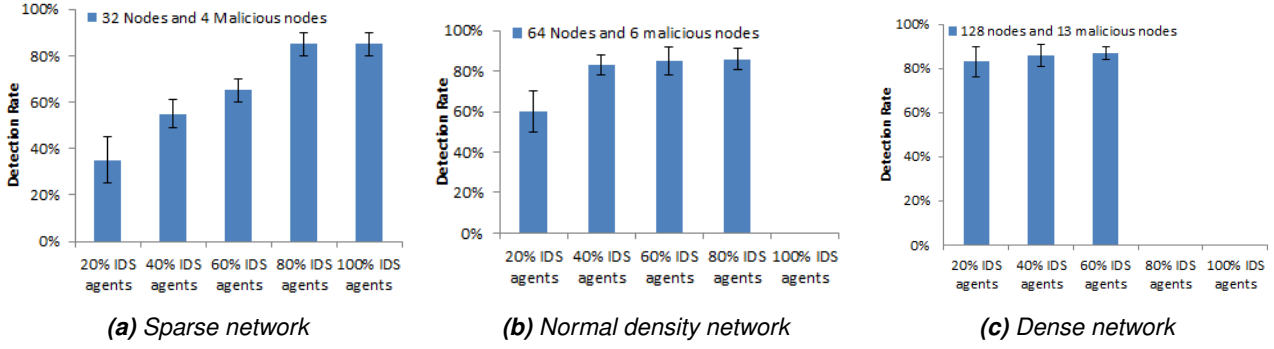 32 Nodes and 4 Malicious nodes
Detection Rate
100%
80%
60%
40%
20%
0%
20% IDS agents
40% IDS agents
60% IDS agents
80% IDS agents
100% IDS agents
(a) Sparse network
64 Nodes and 6 malicious nodes
Detection Rate
100%
80%
60%
40%
20%
0%
20% IDS agents
40% IDS agents
60% IDS agents
80% IDS agents
100% IDS agents
(b) Normal density network
128 nodes and 13 malicious nodes
Detection Rate
100%
80%
60%
40%
20%
0%
20% IDS agents
40% IDS agents
60% IDS agents
80% IDS agents
100% IDS agents
(c) Dense network